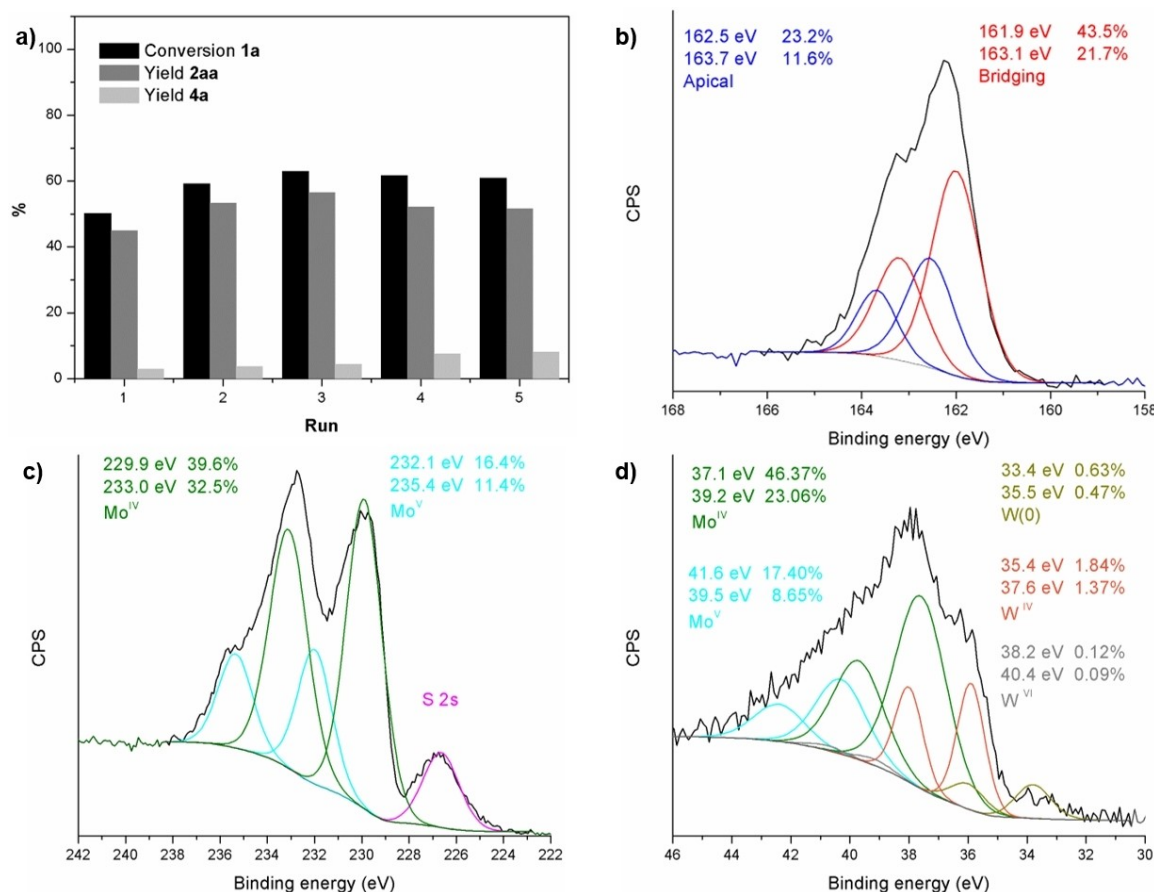 a)
100
80
60
40
20
0
%
Conversion 1a
Yield 2aa
Yield 4a
1 2 3 4 5
Run
b)
162.5 eV 23.2%
163.7 eV 11.6%
Apical
161.9 eV 43.5%
163.1 eV 21.7%
Bridging
CPS
168 166 164 162 160 158
Binding energy (eV)
c)
229.9 eV 39.6%
233.0 eV 32.5%
Mo^IV
232.1 eV 16.4%
235.4 eV 11.4%
Mo^V
S 2s
CPS
242 240 238 236 234 232 230 228 226 224 222
Binding energy (eV)
d)
37.1 eV 46.37%
39.2 eV 23.06%
Mo^IV
41.6 eV 17.40%
39.5 eV 8.65%
Mo^V
33.4 eV 0.63%
35.5 eV 0.47%
W(0)
35.4 eV 1.84%
37.6 eV 1.37%
W^IV
38.2 eV 0.12%
40.4 eV 0.09%
W^VI
CPS
46 44 42 40 38 36 34 32 30
Binding energy (eV)